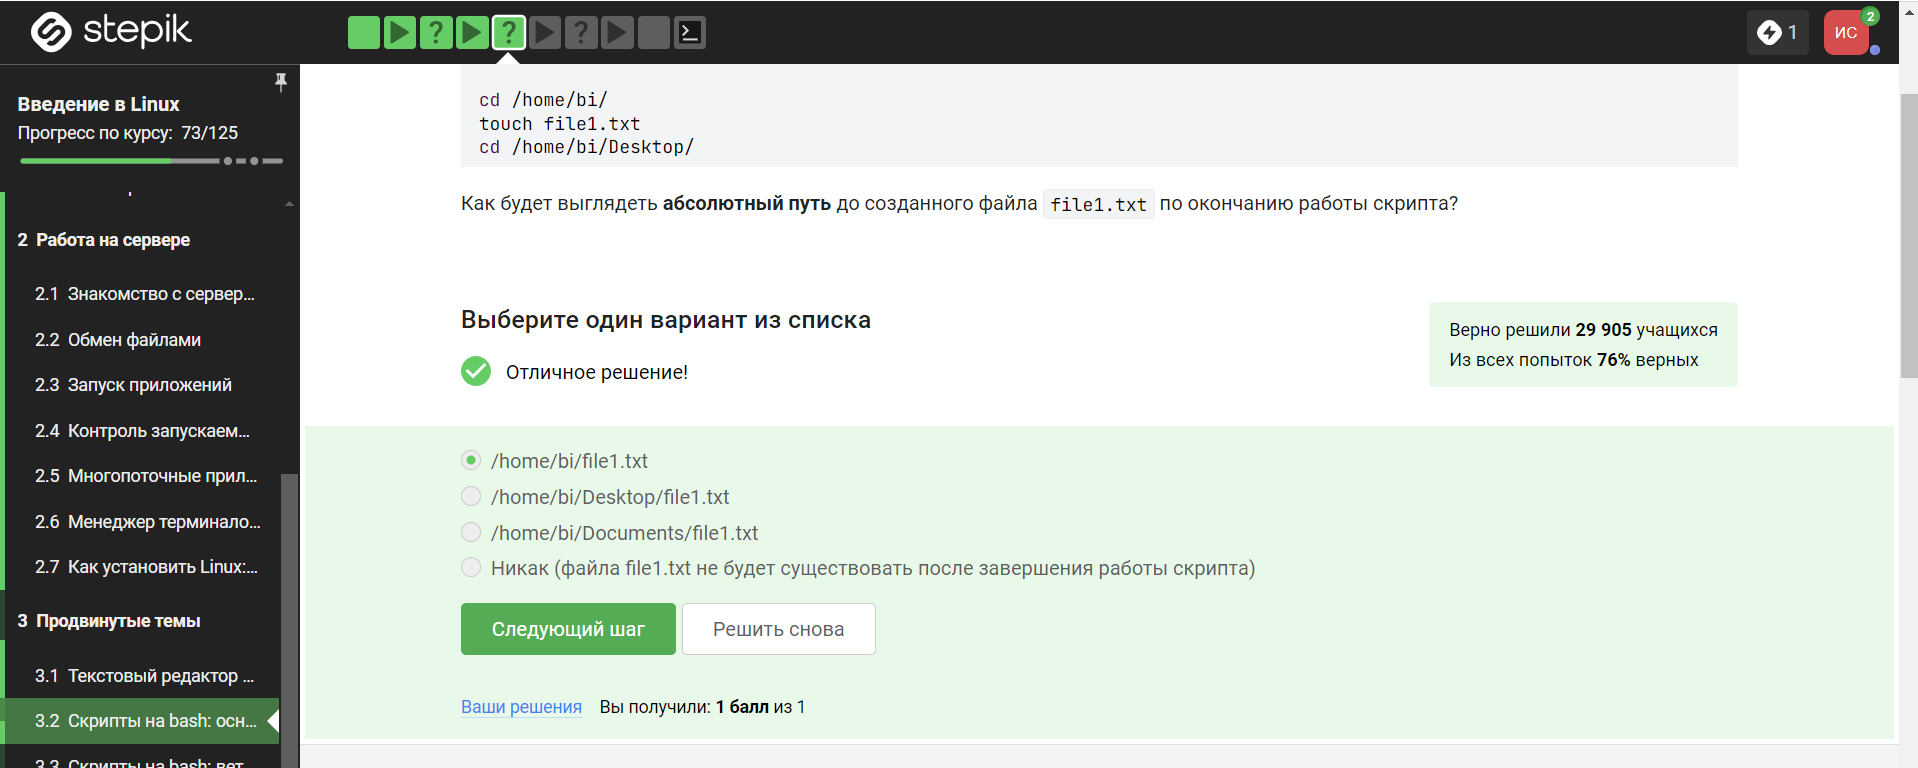 stepik
?
?
?
1
ИС
2
Введение в Linux
Прогресс по курсу: 73/125
2 Работа на сервере
2.1 Знакомство с сервер...
2.2 Обмен файлами
2.3 Запуск приложений
2.4 Контроль запускаем...
2.5 Многопоточные прил...
2.6 Менеджер терминало...
2.7 Как установить Linux:...
3 Продвинутые темы
3.1 Текстовый редактор ...
3.2 Скрипты на bash: осн...
3.3 Скрипты на bash: вет
cd /home/bi/
touch file1.txt
cd /home/bi/Desktop/
Как будет выглядеть абсолютный путь до созданного файла file1.txt по окончанию работы скрипта?
Выберите один вариант из списка
Отличное решение!
Верно решили 29 905 учащихся
Из всех попыток 76% верных
/home/bi/file1.txt
/home/bi/Desktop/file1.txt
/home/bi/Documents/file1.txt
Никак (файла file1.txt не будет существовать после завершения работы скрипта)
Следующий шаг
Решить снова
Ваши решения Вы получили: 1 балл из 1